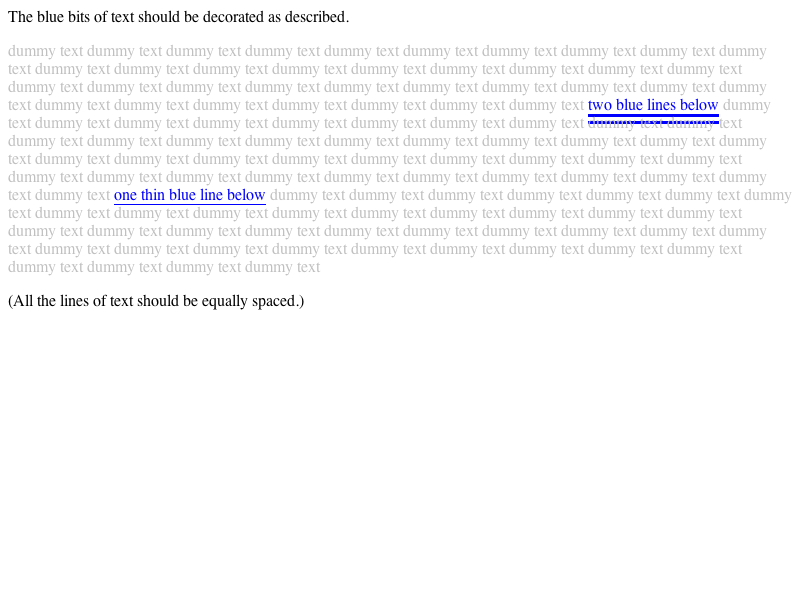 The blue bits of text should be decorated as described.
dummy text dummy text dummy text dummy text dummy text dummy text dummy text dummy text dummy text dummy
text dummy text dummy text dummy text dummy text dummy text dummy text dummy text dummy text dummy text
dummy text dummy text dummy text dummy text dummy text dummy text dummy text dummy text dummy text dummy
text dummy text dummy text dummy text dummy text dummy text dummy text dummy text two blue lines below dummy
text dummy text dummy text dummy text dummy text dummy text dummy text dummy text dummy text dummy text
dummy text dummy text dummy text dummy text dummy text dummy text dummy text dummy text dummy text dummy
text dummy text dummy text dummy text dummy text dummy text dummy text dummy text dummy text dummy text
dummy text dummy text dummy text dummy text dummy text dummy text dummy text dummy text dummy text dummy
text dummy text one thin blue line below dummy text dummy text dummy text dummy text dummy text dummy text dummy
text dummy text dummy text dummy text dummy text dummy text dummy text dummy text dummy text dummy text
dummy text dummy text dummy text dummy text dummy text dummy text dummy text dummy text dummy text dummy
text dummy text dummy text dummy text dummy text dummy text dummy text dummy text dummy text dummy text
dummy text dummy text dummy text dummy text
(All the lines of text should be equally spaced.)